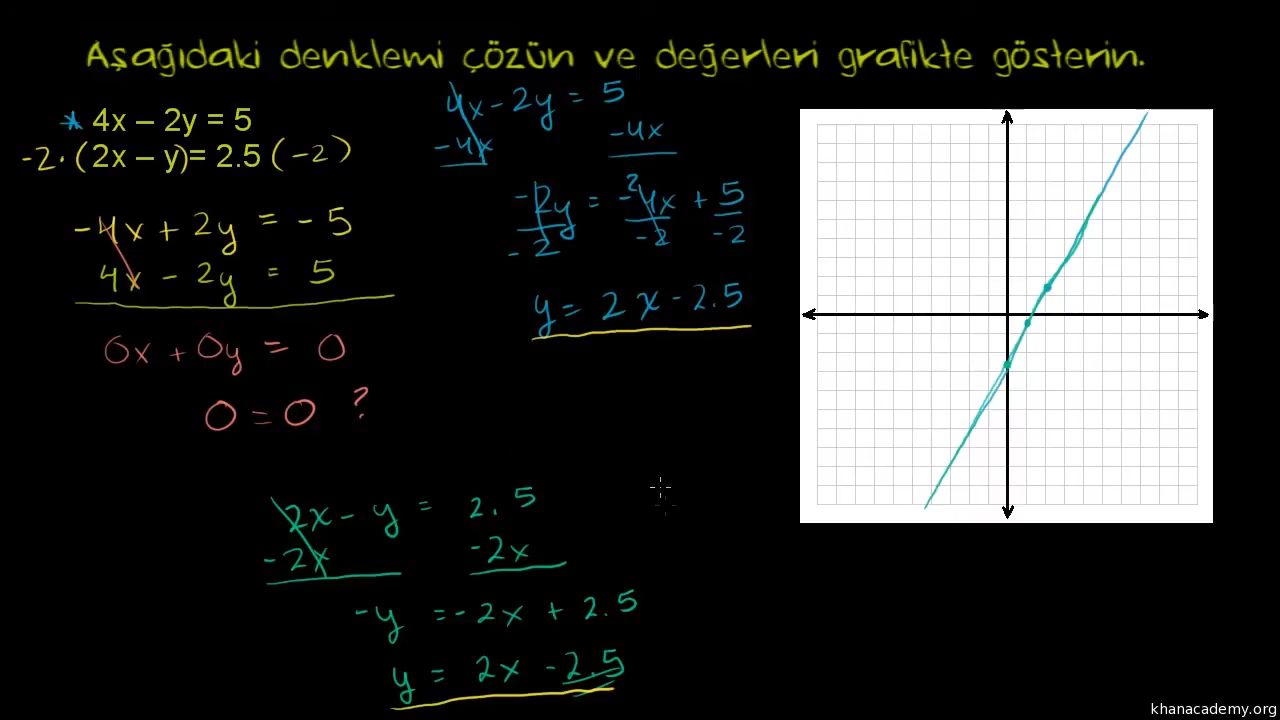 Aşağıdaki denklemi çözün ve değerleri grafikte gösterin.
* 4x – 2y = 5
-2·(2x – y)= 2.5 (-2)
-4x + 2y = -5
4x - 2y = 5
0x + 0y = 0
0 = 0 ?
4x - 2y = 5
-4x -4x
-2y = -4x + 5
-2 -2 -2
2
y = 2x - 2.5
2x - y = 2.5
-2x -2x
-y = -2x + 2.5
y = 2x - 2.5
khanacademy.org